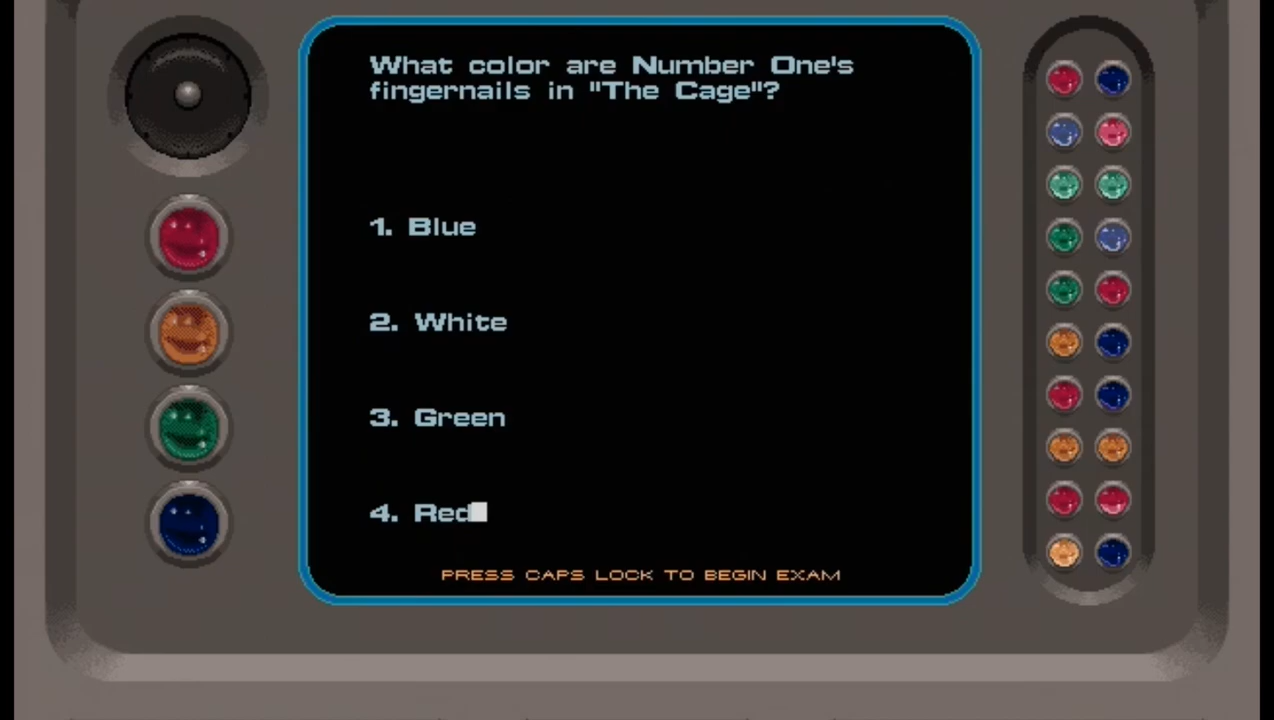 What color are Number One's
fingernails in "The Cage"?
1. Blue
2. White
3. Green
4. Red
PRESS CAPS LOCK TO BEGIN EXAM